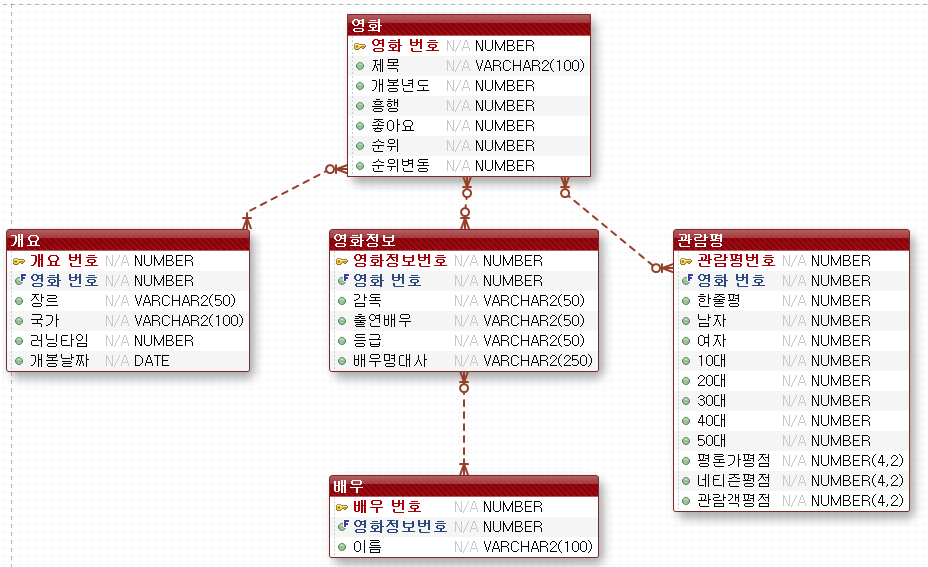 영화
영화 번호 N/A NUMBER
제목 N/A VARCHAR2(100)
개봉년도 N/A NUMBER
흥행 N/A NUMBER
좋아요 N/A NUMBER
순위 N/A NUMBER
순위변동 N/A NUMBER
개요
개요 번호 N/A NUMBER
F 영화 번호 N/A NUMBER
장르 N/A VARCHAR2(50)
국가 N/A VARCHAR2(100)
러닝타임 N/A NUMBER
개봉날짜 N/A DATE
영화정보
영화정보번호 N/A NUMBER
F 영화 번호 N/A NUMBER
감독 N/A VARCHAR2(50)
출연배우 N/A VARCHAR2(50)
등급 N/A VARCHAR2(50)
배우명대사 N/A VARCHAR2(250)
관람평
관람평번호 N/A NUMBER
F 영화 번호 N/A NUMBER
한줄평 N/A NUMBER
남자 N/A NUMBER
여자 N/A NUMBER
10대 N/A NUMBER
20대 N/A NUMBER
30대 N/A NUMBER
40대 N/A NUMBER
50대 N/A NUMBER
평론가평점 N/A NUMBER(4,2)
네티즌평점 N/A NUMBER(4,2)
관람객평점 N/A NUMBER(4,2)
배우
배우 번호 N/A NUMBER
F 영화정보번호 N/A NUMBER
이름 N/A VARCHAR2(100)